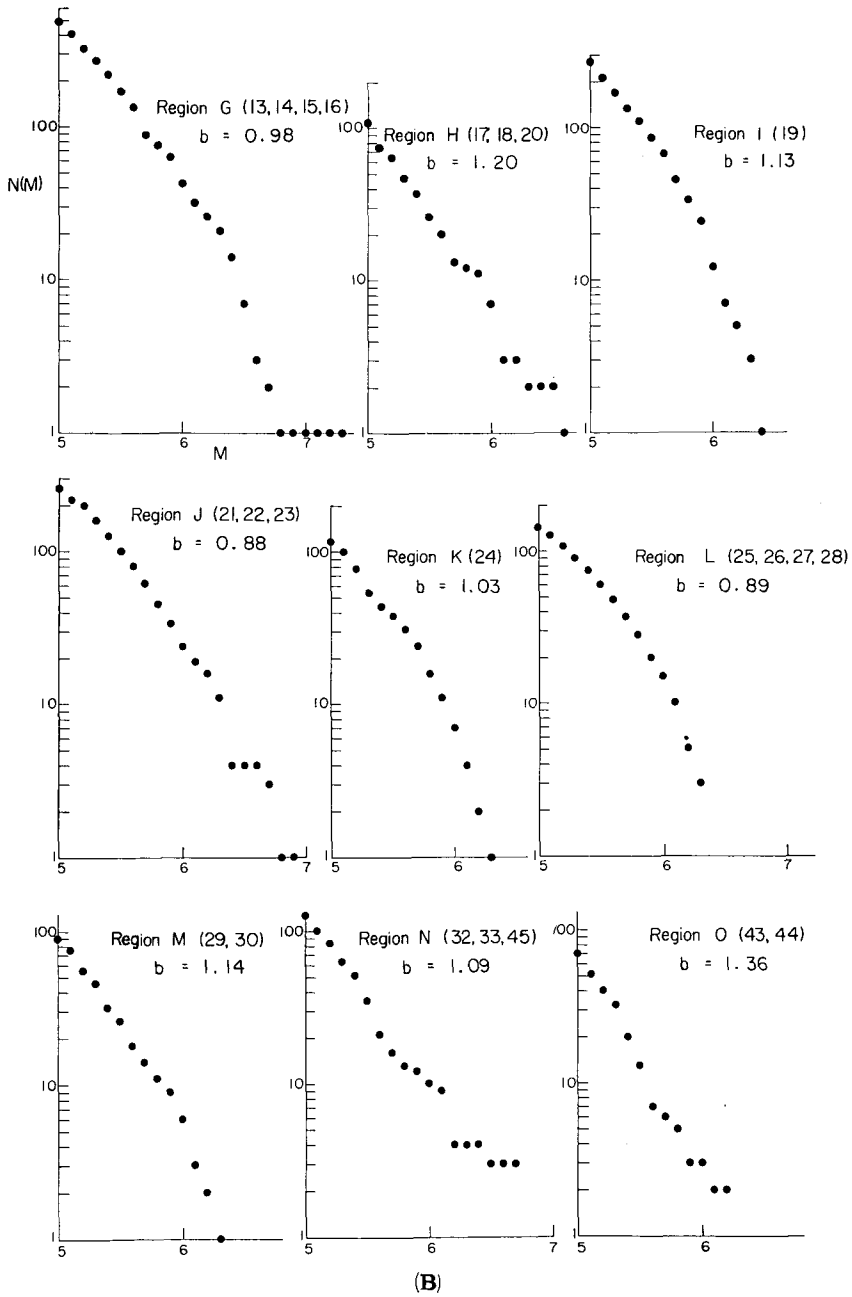 Region G (13, 14, 15, 16)
b = 0.98
100
N(M)
10
1
5
6
7
M
Region H (17, 18, 20)
b = 1.20
100
10
1
5
6
Region I (19)
b = 1.13
100
10
1
5
6
Region J (21, 22, 23)
b = 0.88
100
10
1
5
6
7
Region K (24)
b = 1.03
100
10
1
5
6
Region L (25, 26, 27, 28)
b = 0.89
100
10
1
5
6
7
Region M (29, 30)
b = 1.14
100
10
1
5
6
Region N (32, 33, 45)
b = 1.09
100
10
1
5
6
7
Region O (43, 44)
b = 1.36
100
10
1
5
6
(B)